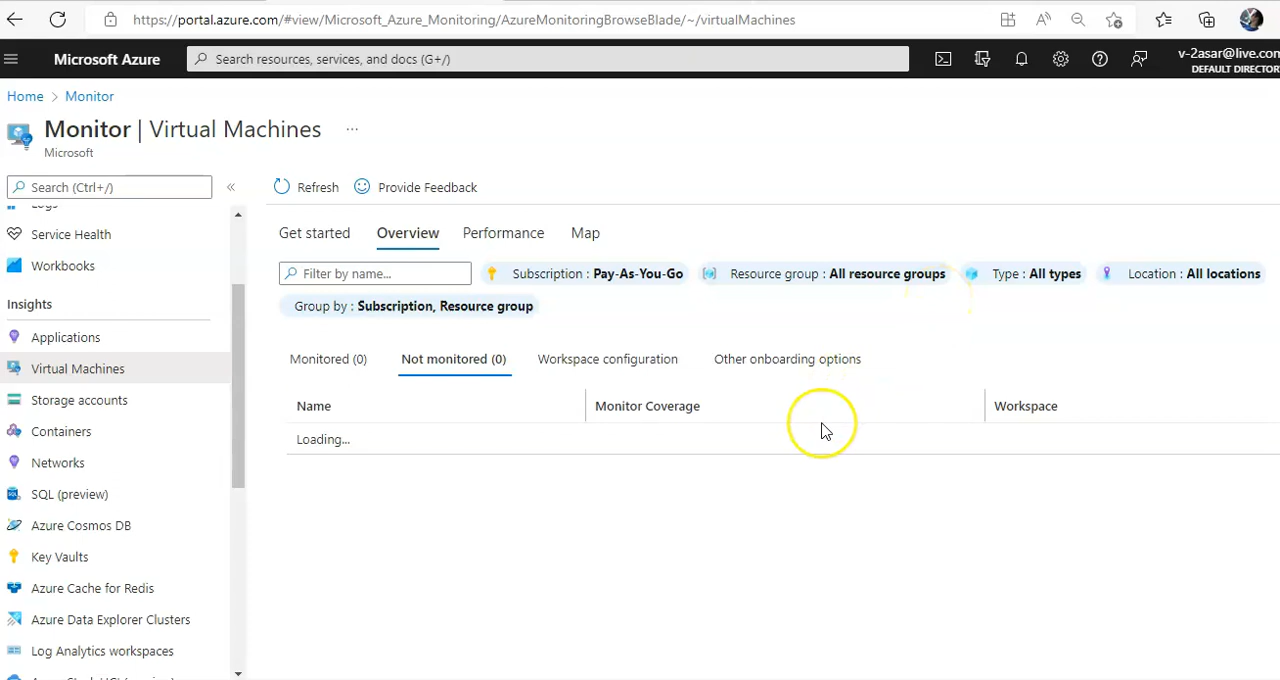 https://portal.azure.com/#view/Microsoft_Azure_Monitoring/AzureMonitoringBrowseBlade/~/virtualMachines
Microsoft Azure
Search resources, services, and docs (G+/)
v-2asar@live.com
DEFAULT DIRECTOR
Home > Monitor
Monitor | Virtual Machines ...
Microsoft
Search (Ctrl+/)
«
Refresh
Provide Feedback
Logs
Service Health
Workbooks
Insights
Applications
Virtual Machines
Storage accounts
Containers
Networks
SQL (preview)
Azure Cosmos DB
Key Vaults
Azure Cache for Redis
Azure Data Explorer Clusters
Log Analytics workspaces
Get started
Overview
Performance
Map
Filter by name...
Subscription : Pay-As-You-Go
Resource group : All resource groups
Type : All types
Location : All locations
Group by : Subscription, Resource group
Monitored (0)
Not monitored (0)
Workspace configuration
Other onboarding options
Name
Monitor Coverage
Workspace
Loading...